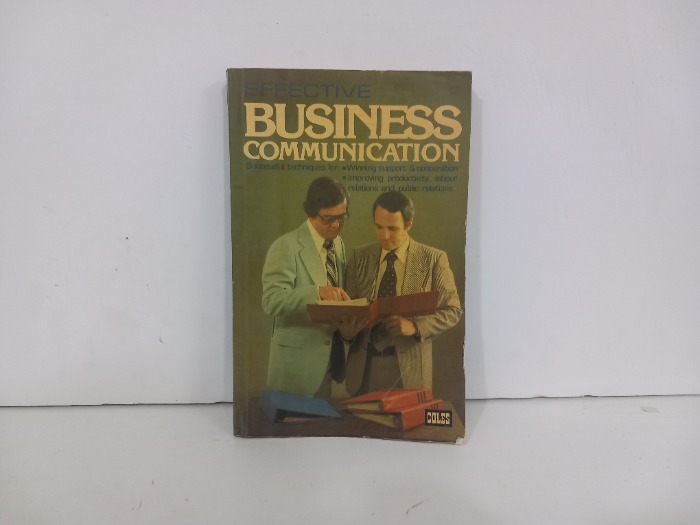 EFFECTIVE
BUSINESS
COMMUNICATION
Successful techniques for: •Winning support & cooperation
•Improving productivity, labour
relations and public relations
COLES